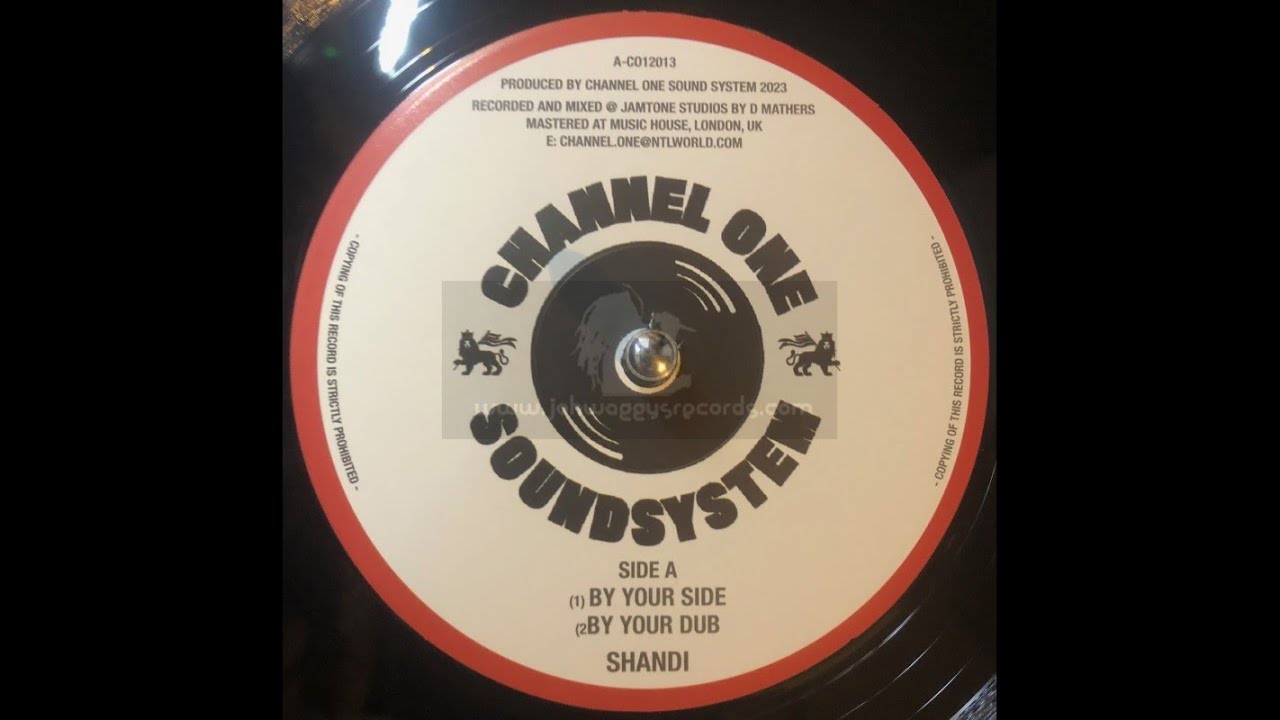 A-CO12013
PRODUCED BY CHANNEL ONE SOUND SYSTEM 2023
RECORDED AND MIXED @ JAMTONE STUDIOS BY D MATHERS
MASTERED AT MUSIC HOUSE, LONDON, UK
E: CHANNEL.ONE@NTLWORLD.COM
CHANNEL ONE
- COPYING OF THIS RECORD IS STRICTLY PROHIBITED -
- COPYING OF THIS RECORD IS STRICTLY PROHIBITED -
www.jahwaggysrecords.com
SOUNDSYSTEM
SIDE A
(1) BY YOUR SIDE
(2BY YOUR DUB
SHANDI